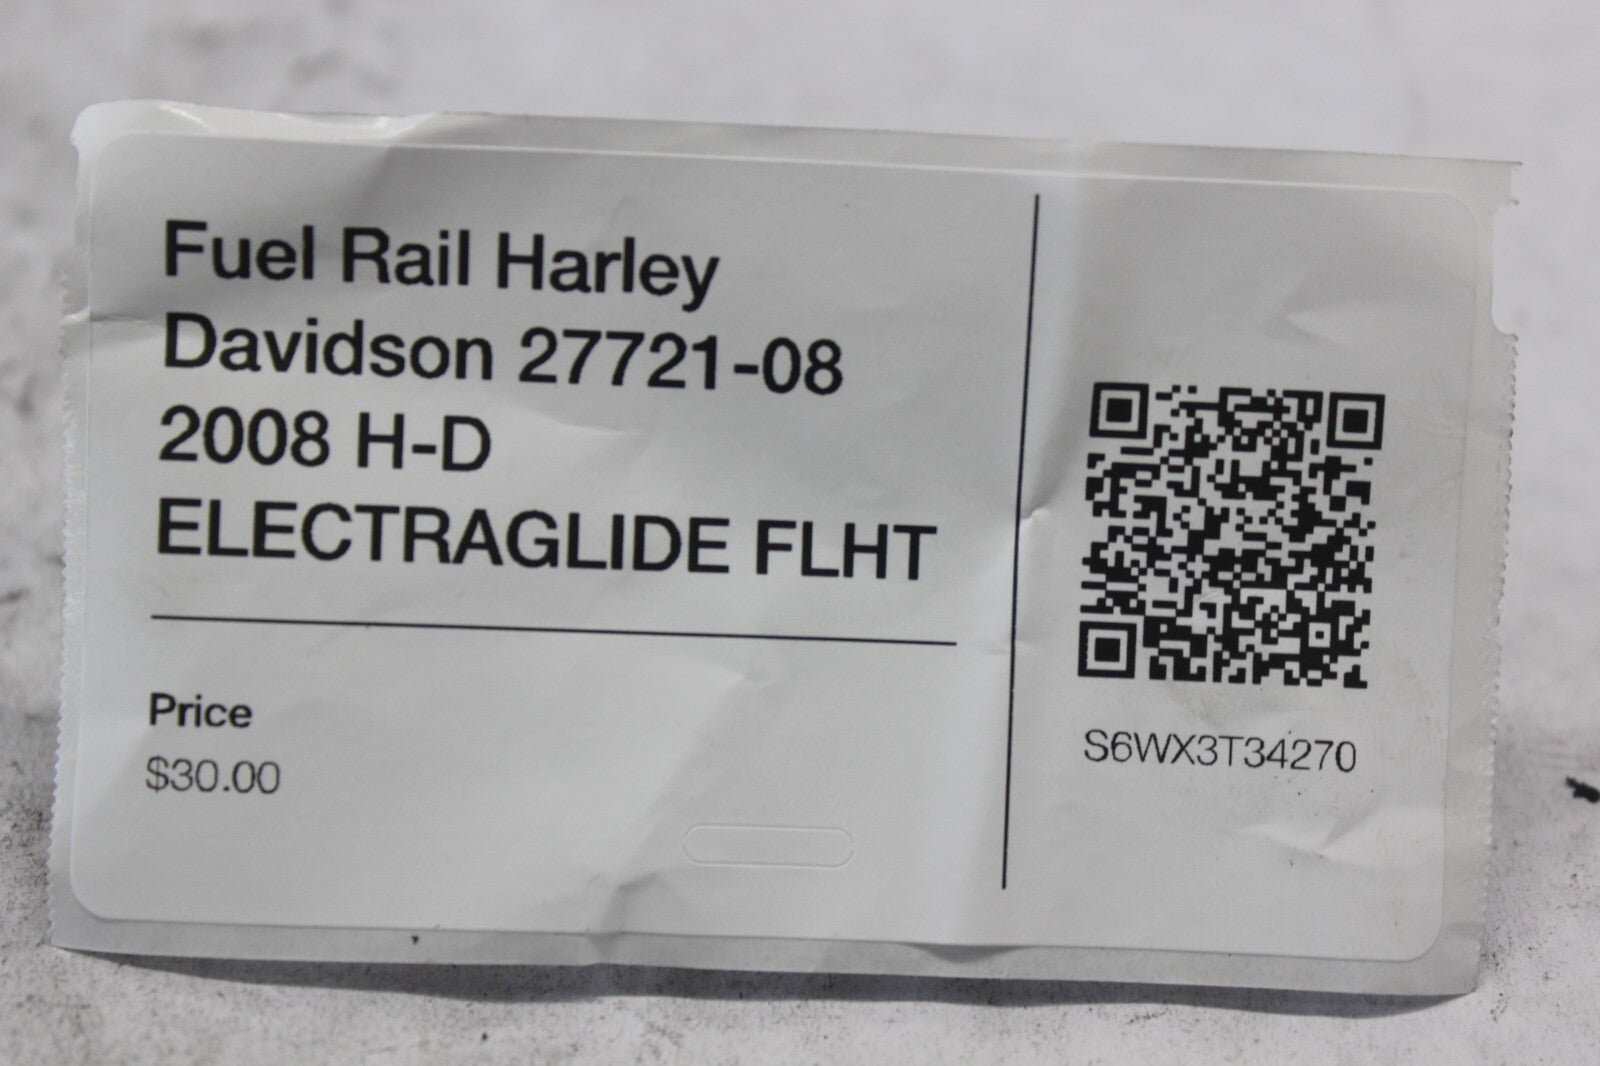 Fuel Rail Harley
Davidson 27721-08
2008 H-D
ELECTRAGLIDE FLHT
Price
$30.00
S6WX3T34270